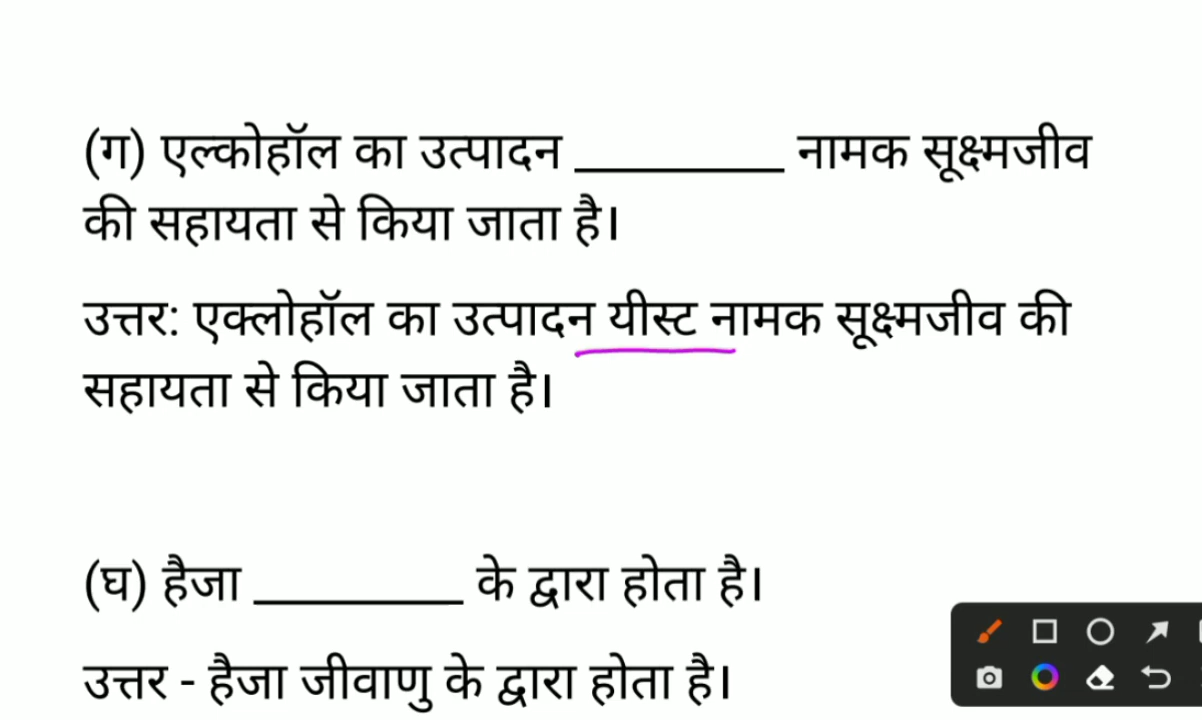 (ग) एल्कोहॉल का उत्पादन _________ नामक सूक्ष्मजीव
की सहायता से किया जाता है।
उत्तर: एक्लोहॉल का उत्पादन यीस्ट नामक सूक्ष्मजीव की
सहायता से किया जाता है।
(घ) हैजा _________ के द्वारा होता है।
उत्तर - हैजा जीवाणु के द्वारा होता है।